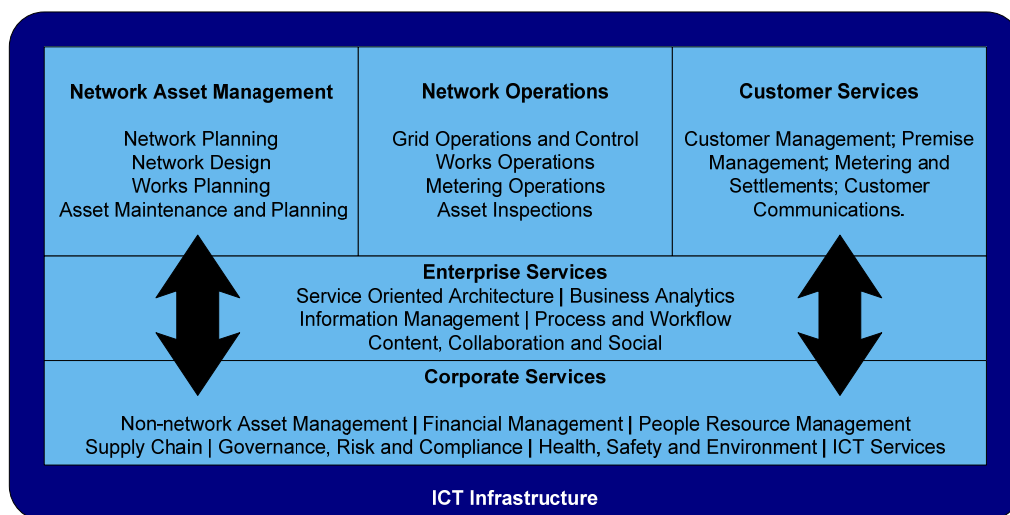 Network Asset Management
Network Planning
Network Design
Works Planning
Asset Maintenance and Planning
Network Operations
Grid Operations and Control
Works Operations
Metering Operations
Asset Inspections
Customer Services
Customer Management; Premise
Management; Metering and
Settlements; Customer
Communications.
Enterprise Services
Service Oriented Architecture | Business Analytics
Information Management | Process and Workflow
Content, Collaboration and Social
Corporate Services
Non-network Asset Management | Financial Management | People Resource Management
Supply Chain | Governance, Risk and Compliance | Health, Safety and Environment | ICT Services
ICT Infrastructure